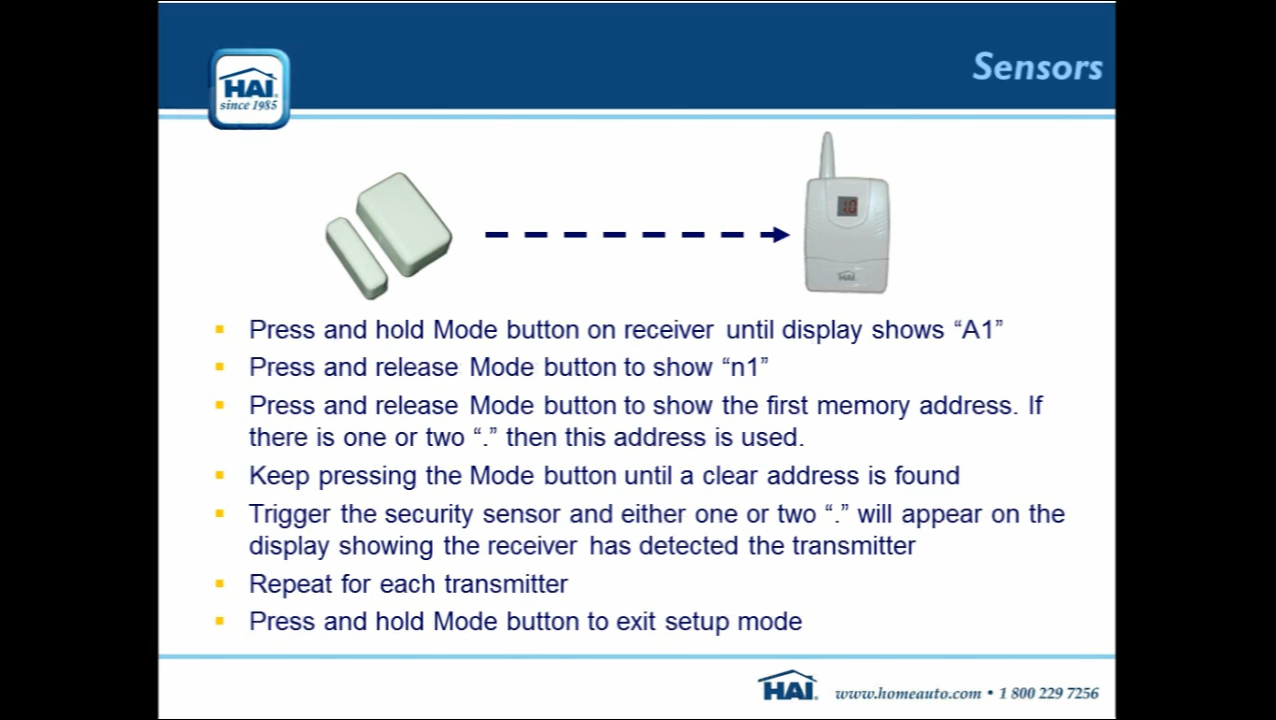 Sensors
HAI
since 1985
10
HAI
Press and hold Mode button on receiver until display shows “A1”
Press and release Mode button to show “n1”
Press and release Mode button to show the first memory address. If
there is one or two “.” then this address is used.
Keep pressing the Mode button until a clear address is found
Trigger the security sensor and either one or two “.” will appear on the
display showing the receiver has detected the transmitter
Repeat for each transmitter
Press and hold Mode button to exit setup mode
HAI. www.homeauto.com • 1 800 229 7256